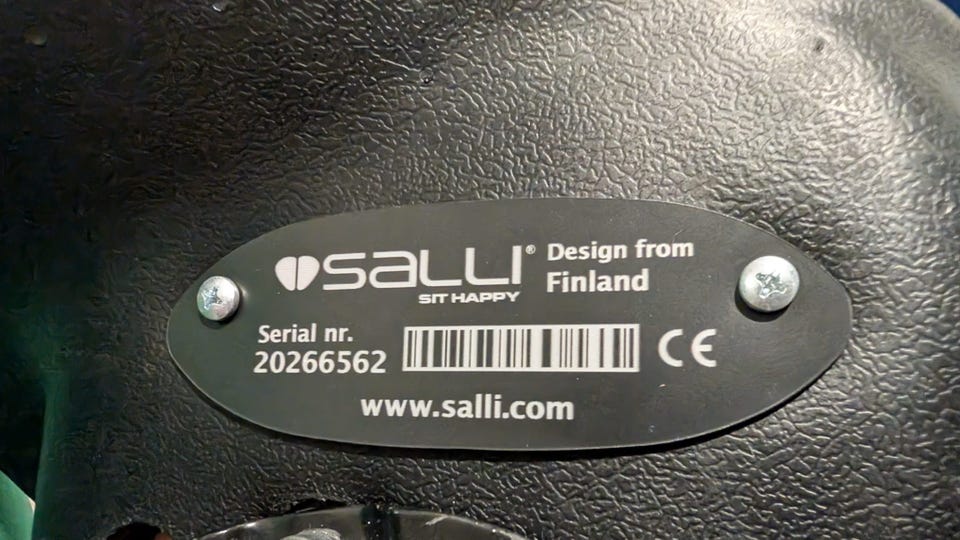 SALLI® Design from
SIT HAPPY Finland
Serial nr.
20266562 CE
www.salli.com